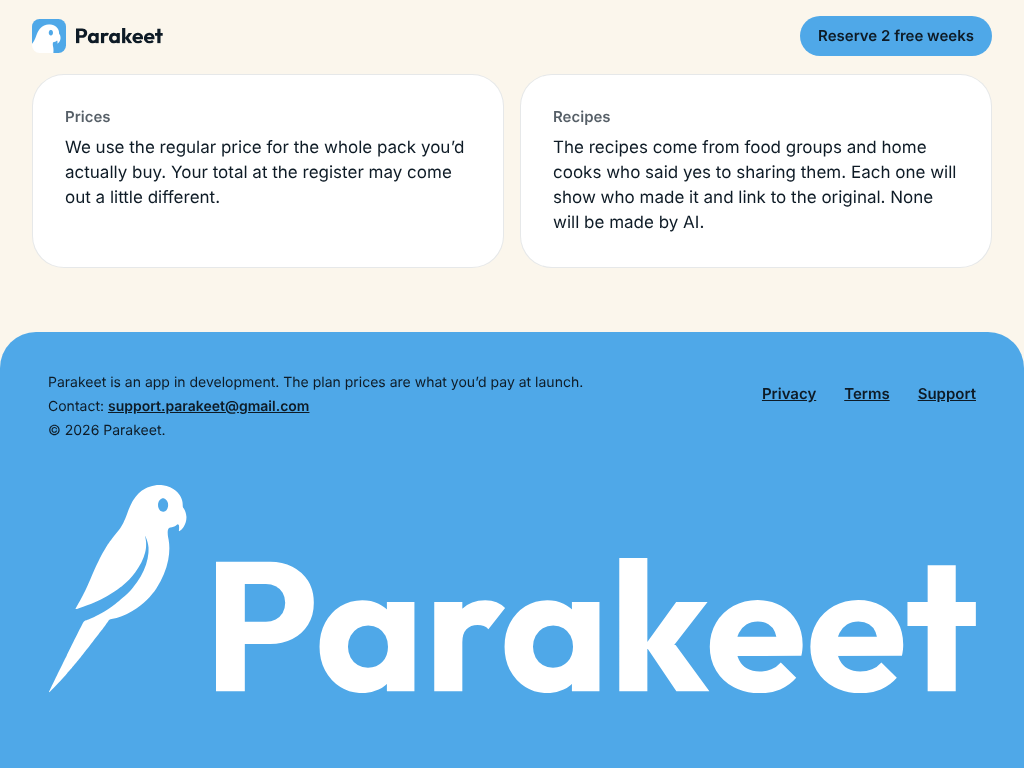 Parakeet
Reserve 2 free weeks
Prices
We use the regular price for the whole pack you’d
actually buy. Your total at the register may come
out a little different.
Recipes
The recipes come from food groups and home
cooks who said yes to sharing them. Each one will
show who made it and link to the original. None
will be made by AI.
Parakeet is an app in development. The plan prices are what you’d pay at launch.
Contact: support.parakeet@gmail.com
© 2026 Parakeet.
Privacy
Terms
Support
Parakeet